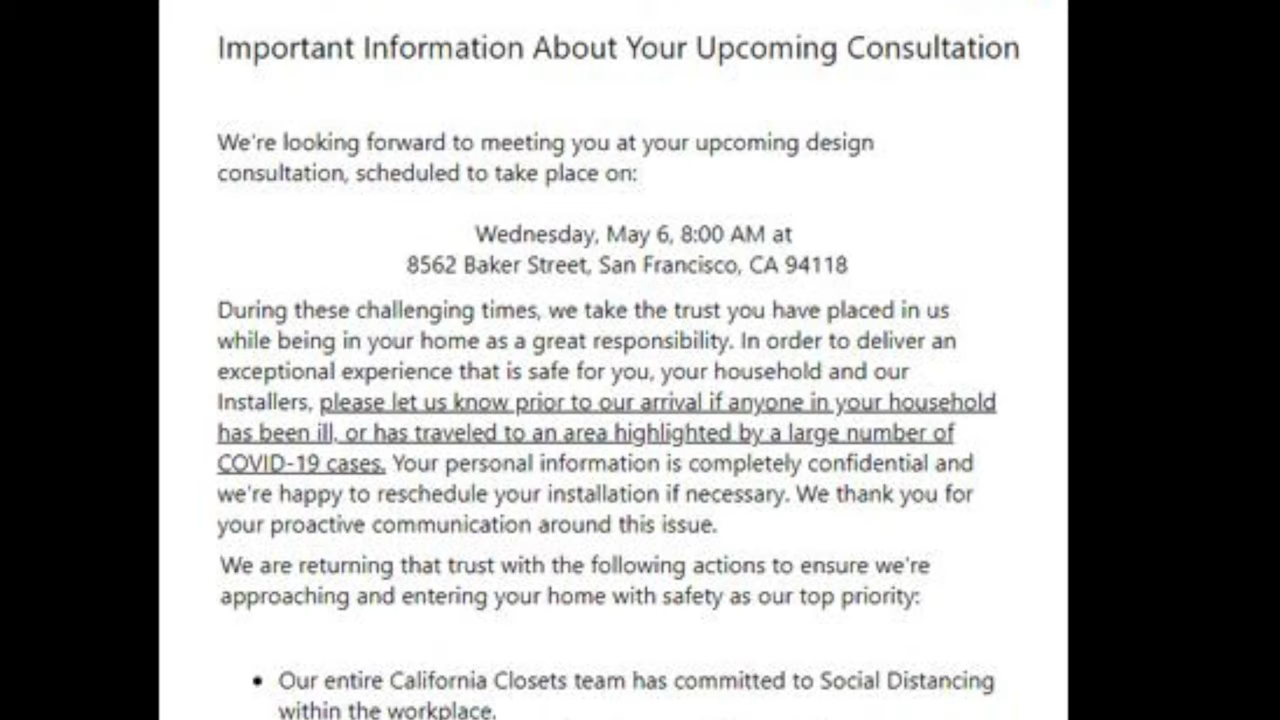 Important Information About Your Upcoming Consultation
We're looking forward to meeting you at your upcoming design
consultation, scheduled to take place on:
Wednesday, May 6, 8:00 AM at
8562 Baker Street, San Francisco, CA 94118
During these challenging times, we take the trust you have placed in us
while being in your home as a great responsibility. In order to deliver an
exceptional experience that is safe for you, your household and our
Installers, please let us know prior to our arrival if anyone in your household
has been ill, or has traveled to an area highlighted by a large number of
COVID-19 cases. Your personal information is completely confidential and
we're happy to reschedule your installation if necessary. We thank you for
your proactive communication around this issue.
We are returning that trust with the following actions to ensure we're
approaching and entering your home with safety as our top priority:
• Our entire California Closets team has committed to Social Distancing
within the workplace.